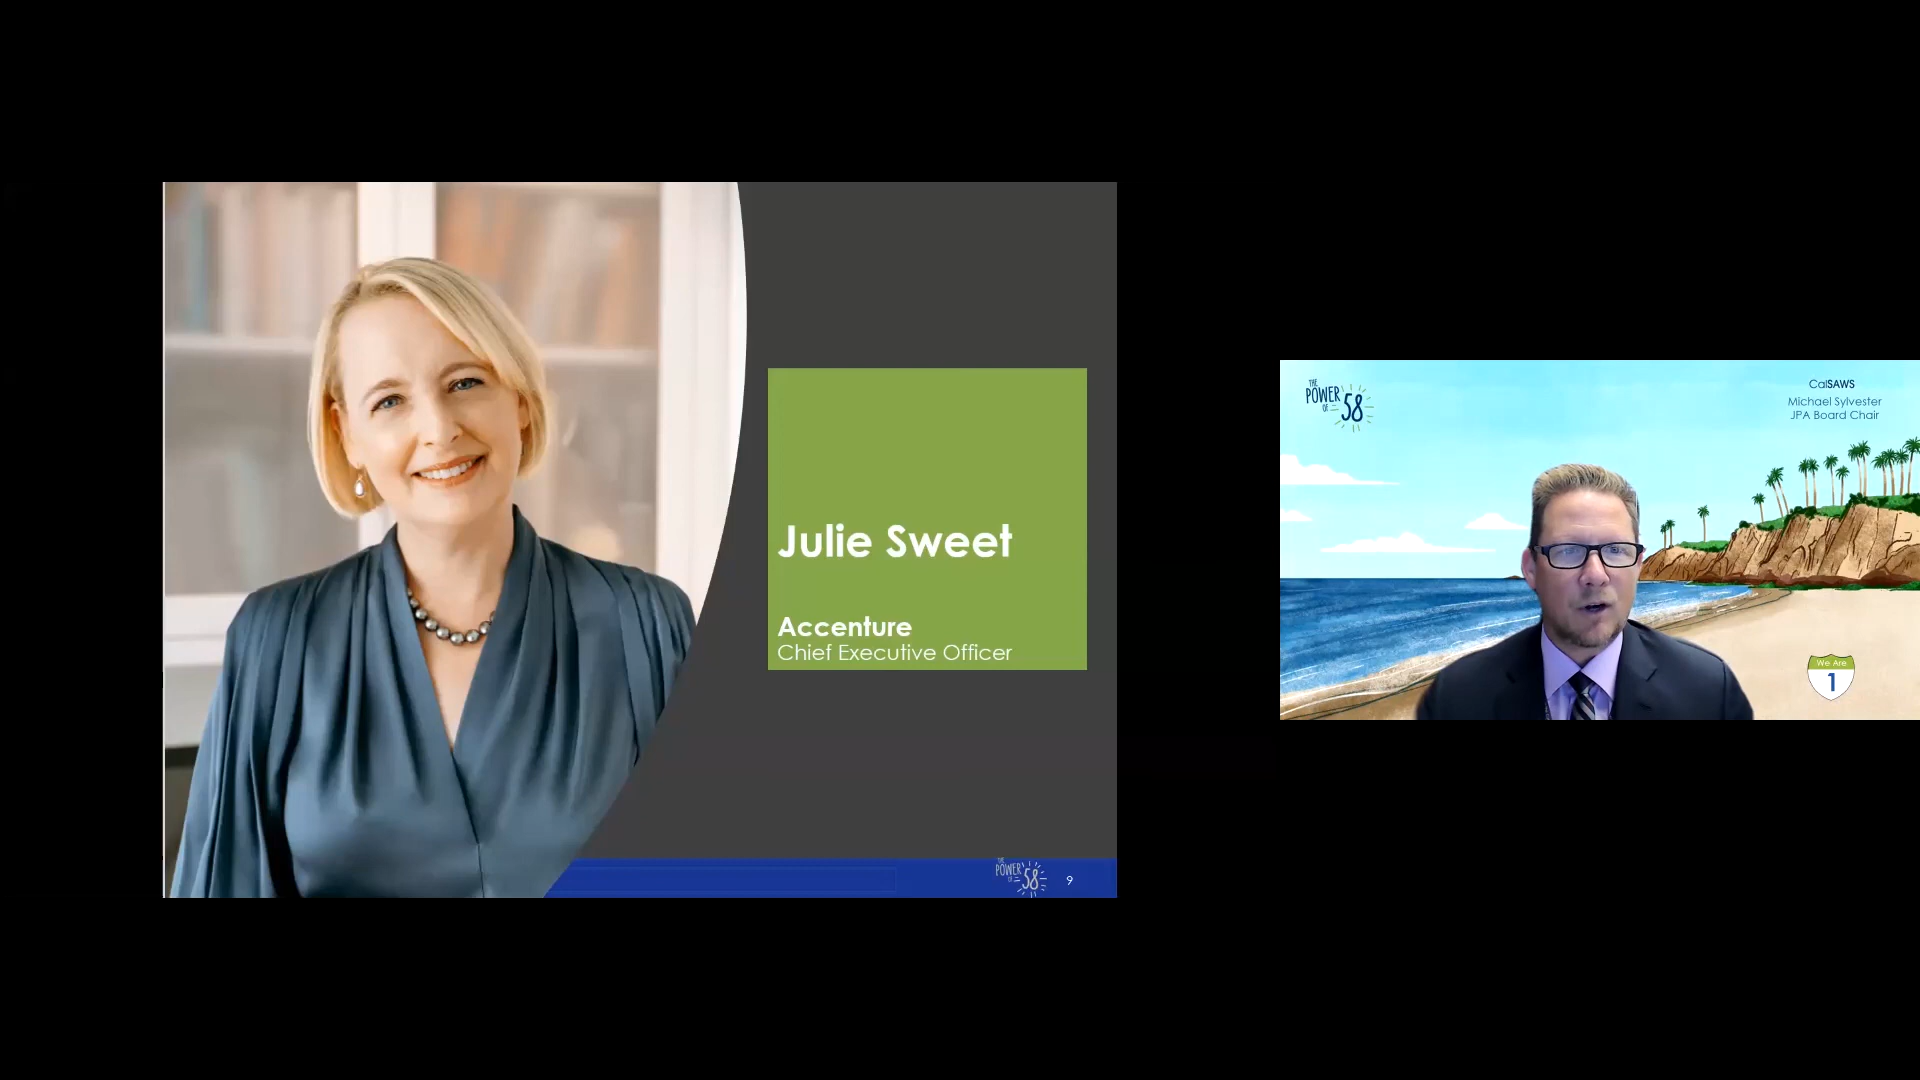 Julie Sweet
Accenture
Chief Executive Officer
THE
POWER
OF 58
9
THE
POWER
OF 58
CalSAWS
Michael Sylvester
JPA Board Chair
We Are
1